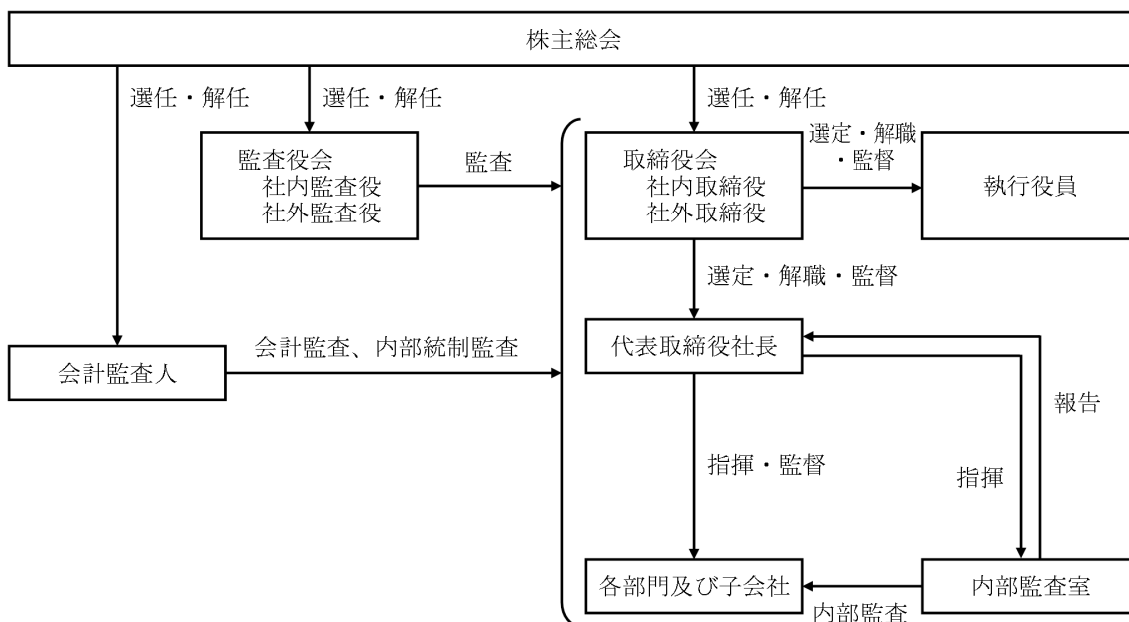 株主総会
選任・解任
選任・解任
選任・解任
選定・解職
・監督
監査役会
社内監査役
社外監査役
監査
取締役会
社内取締役
社外取締役
執行役員
選定・解職・監督
会計監査人
会計監査、内部統制監査
代表取締役社長
報告
指揮・監督
指揮
各部門及び子会社
内部監査
内部監査室